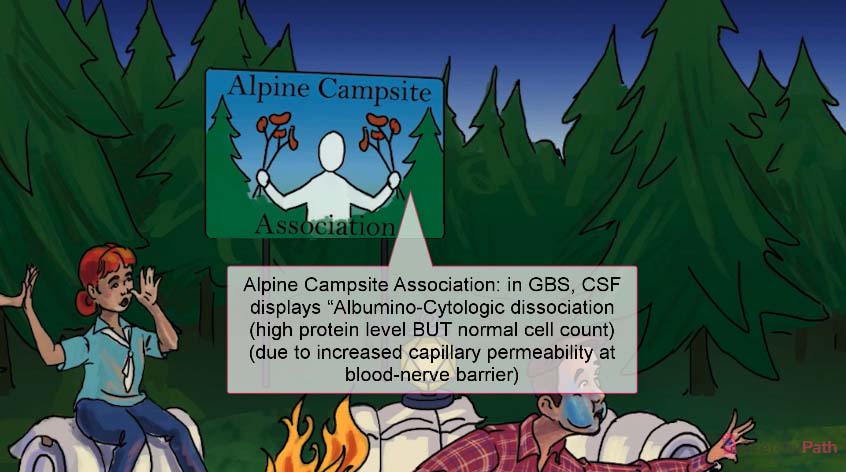 Alpine Campsite
Association
Alpine Campsite Association: in GBS, CSF
displays “Albumino-Cytologic dissociation
(high protein level BUT normal cell count)
(due to increased capillary permeability at
blood-nerve barrier)
Path